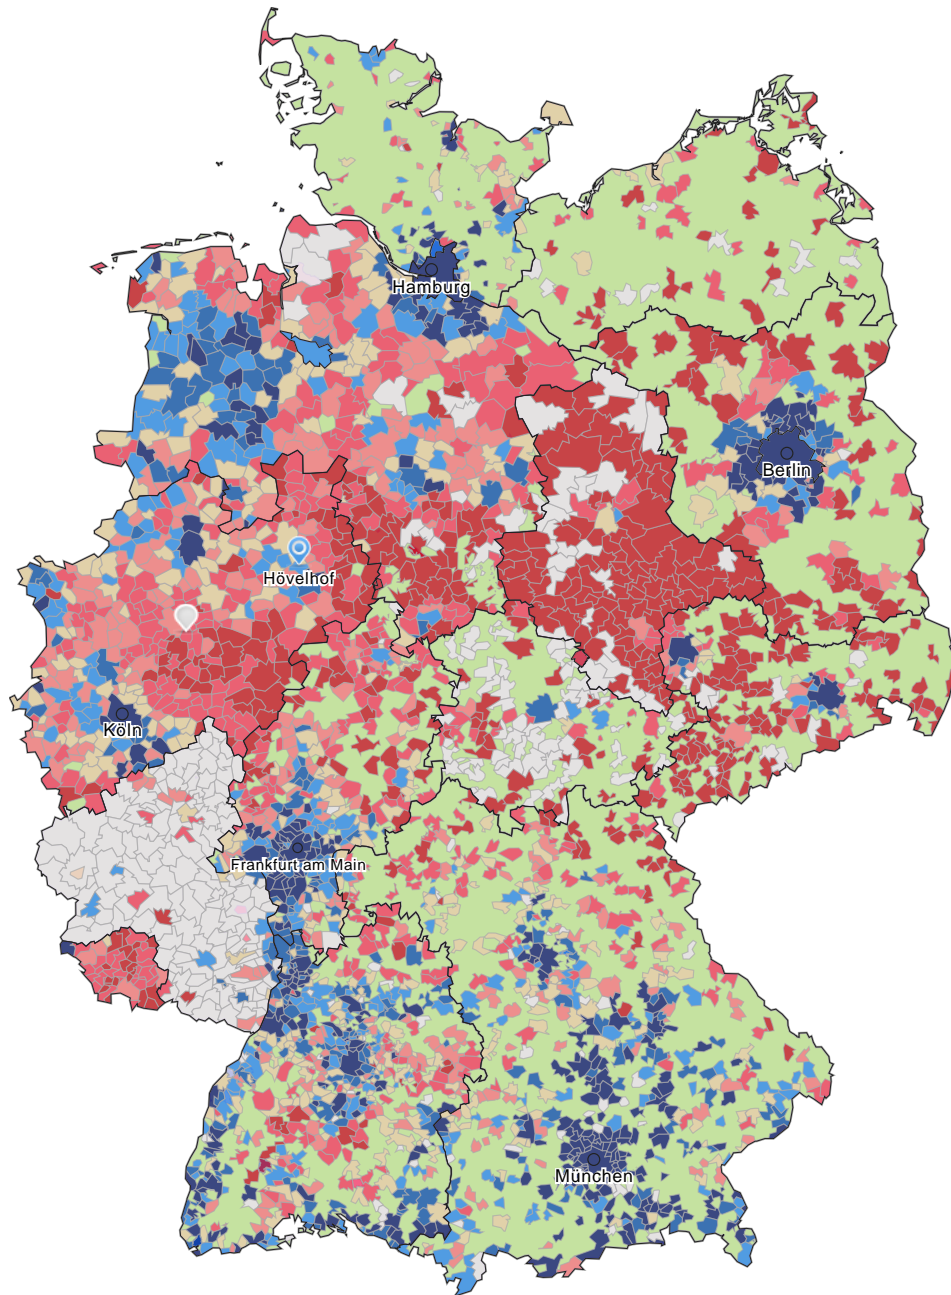 Hamburg
Berlin
Hövelhof
Köln
Frankfurt am Main
München